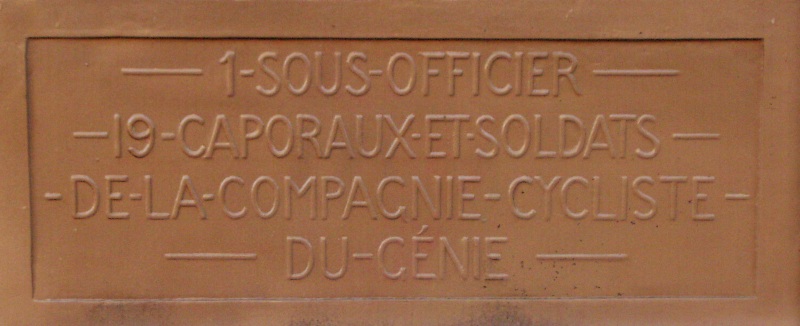 — 1-SOUS-OFFICIER —
— 19-CAPORAUX-ET-SOLDATS —
- DE-LA-COMPAGNIE-CYCLISTE -
— DU-GÉNIE —